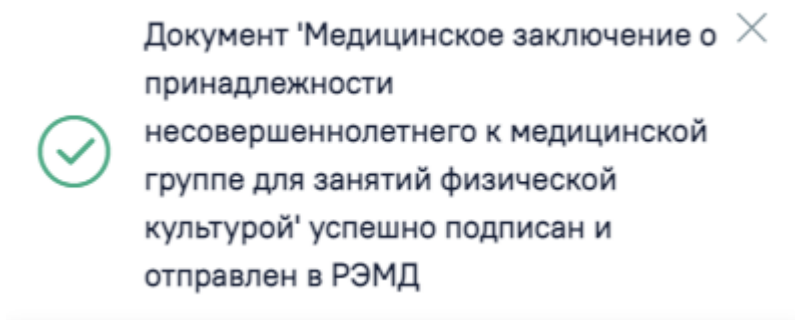 Документ 'Медицинское заключение о
принадлежности
несовершеннолетнего к медицинской
группе для занятий физической
культурой' успешно подписан и
отправлен в РЭМД